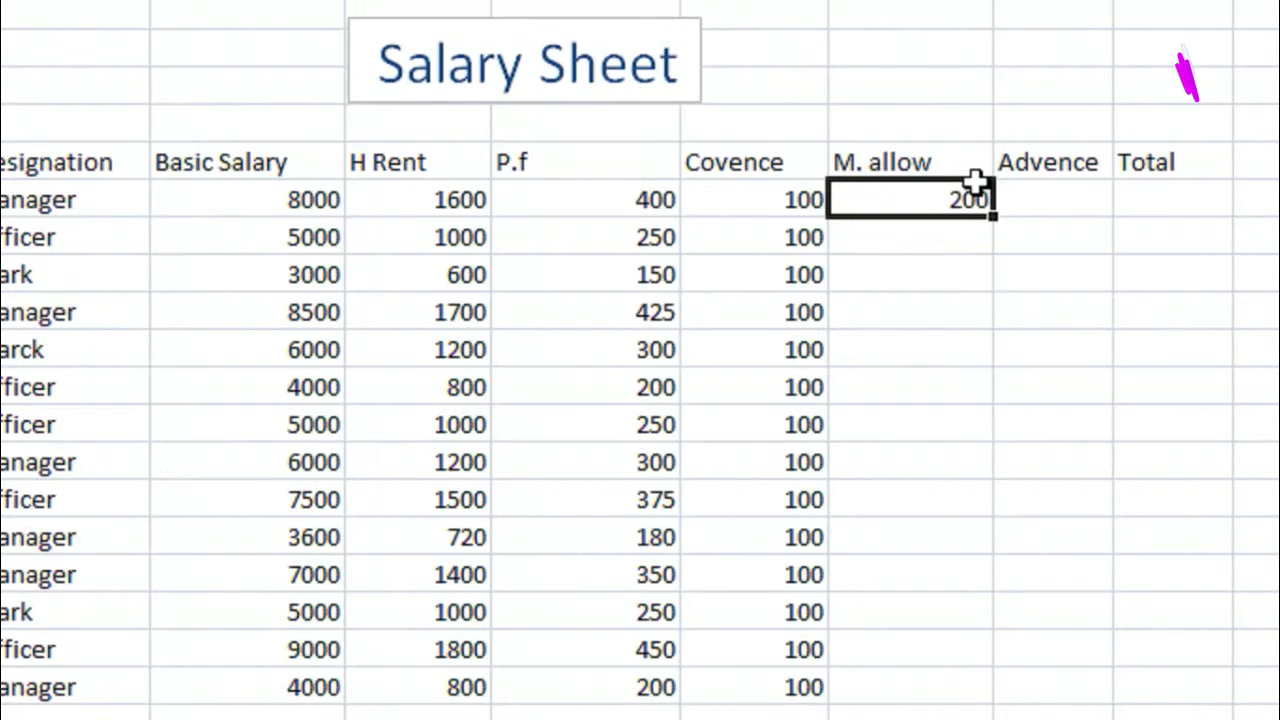 Salary Sheet
esignation Basic Salary H Rent P.f Covence M. allow Advence Total
anager 8000 1600 400 100 200
fficer 5000 1000 250 100
ark 3000 600 150 100
anager 8500 1700 425 100
arck 6000 1200 300 100
fficer 4000 800 200 100
fficer 5000 1000 250 100
anager 6000 1200 300 100
fficer 7500 1500 375 100
anager 3600 720 180 100
anager 7000 1400 350 100
ark 5000 1000 250 100
fficer 9000 1800 450 100
anager 4000 800 200 100